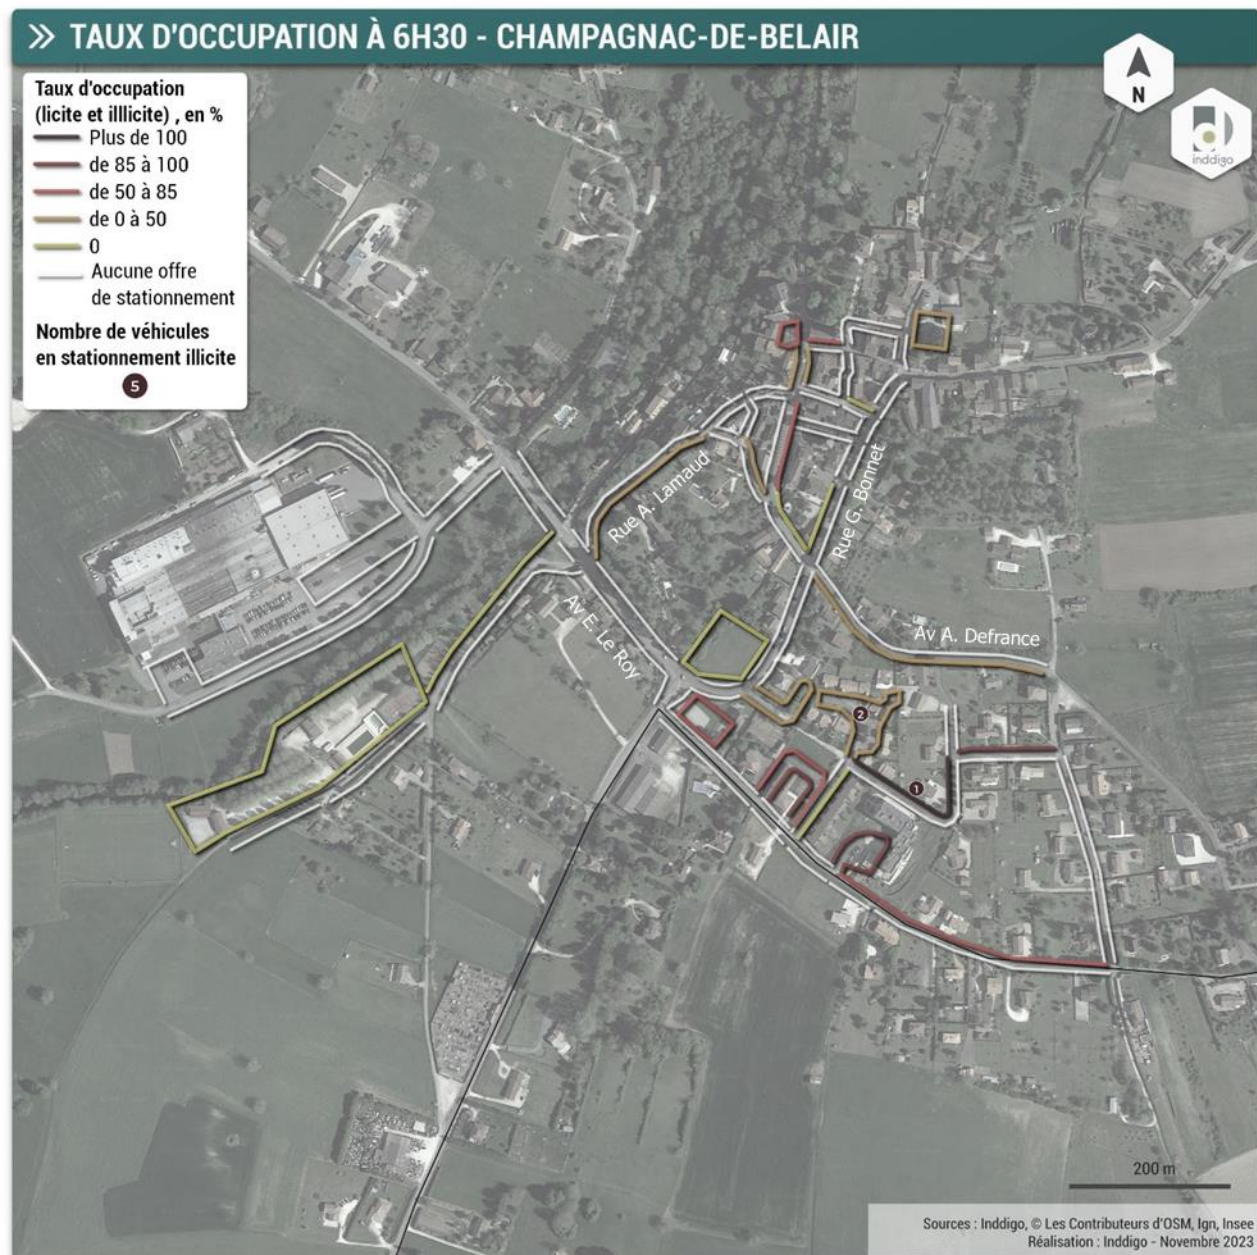 TAUX D'OCCUPATION À 6H30 - CHAMPAGNAC-DE-BELAIR
Taux d'occupation
(licite et illlicite) , en %
Plus de 100
de 85 à 100
de 50 à 85
de 0 à 50
0
Aucune offre
de stationnement
Nombre de véhicules
en stationnement illicite
5
N
inddigo
Rue A. Lamaud
Rue G. Bonnet
Av E. Le Roy
Av A. Defrance
2
1
200 m
Sources : Inddigo, © Les Contributeurs d'OSM, Ign, Insee
Réalisation : Inddigo - Novembre 2023